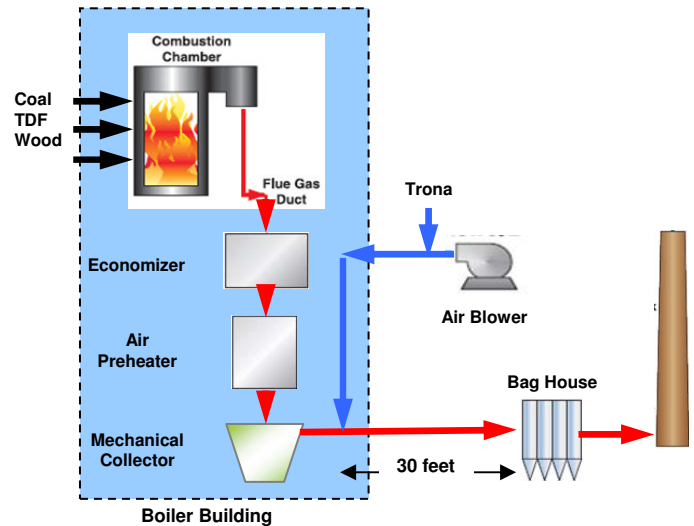 Combustion
Chamber
Coal
TDF
Wood
Flue Gas
Duct
Trona
Economizer
Air Blower
Air
Preheater
Bag House
Mechanical
Collector
30 feet
Boiler Building